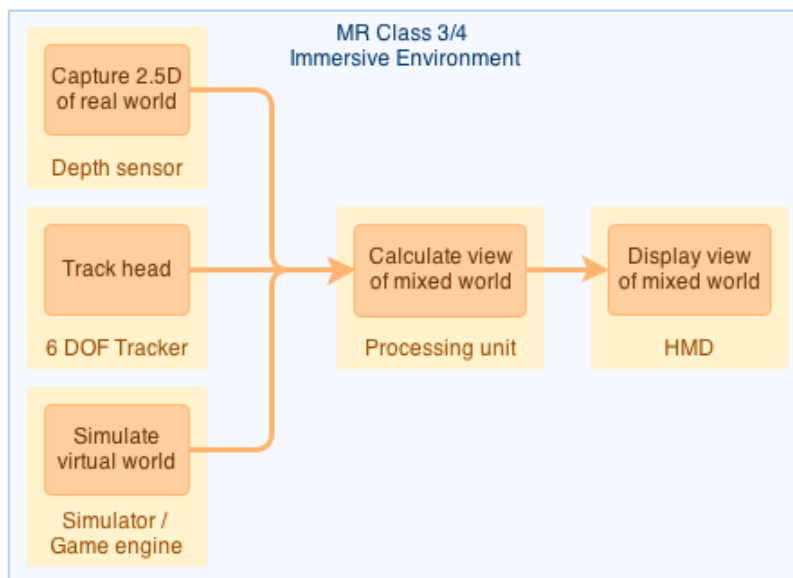 MR Class 3/4
Immersive Environment
Capture 2.5D
of real world
Depth sensor
Track head
6 DOF Tracker
Simulate
virtual world
Simulator /
Game engine
Calculate view
of mixed world
Processing unit
Display view
of mixed world
HMD